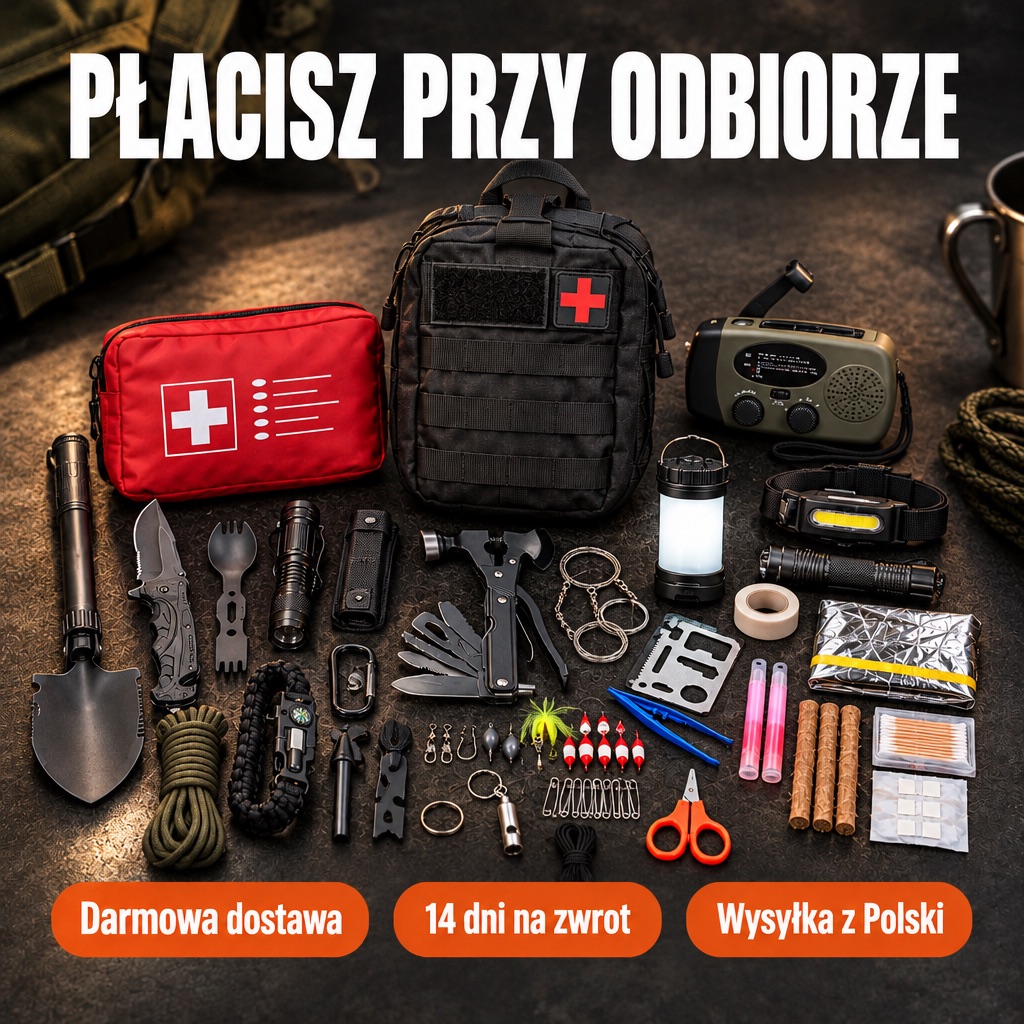 PŁACISZ PRZY ODBIORZE
Darmowa dostawa
14 dni na zwrot
Wysyłka z Polski